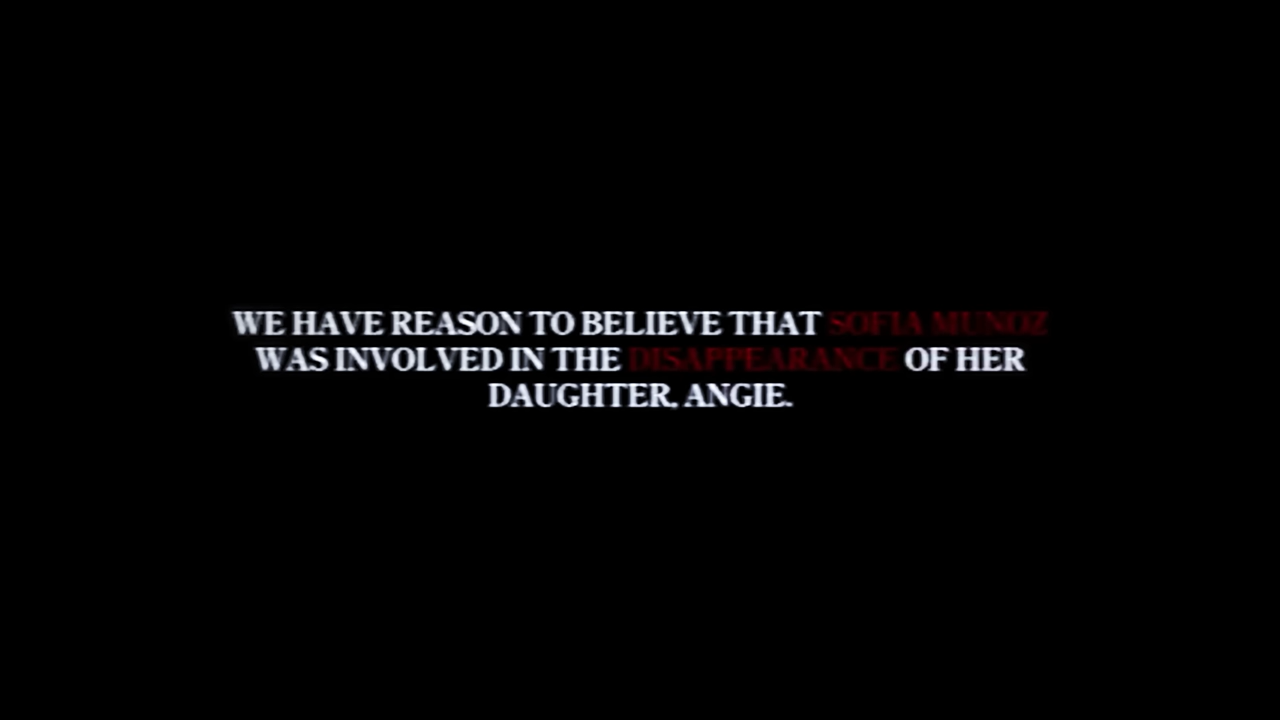 WE HAVE REASON TO BELIEVE THAT SOFIA MUNOZ
WAS INVOLVED IN THE DISAPPEARANCE OF HER
DAUGHTER, ANGIE.